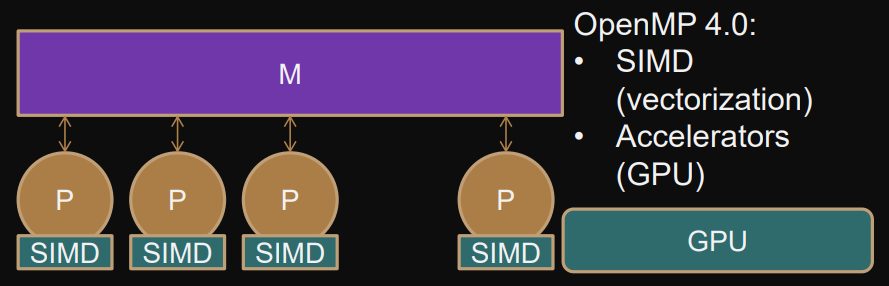 M
P
P
P
P
SIMD
SIMD
SIMD
SIMD
OpenMP 4.0:
• SIMD
(vectorization)
• Accelerators
(GPU)
GPU